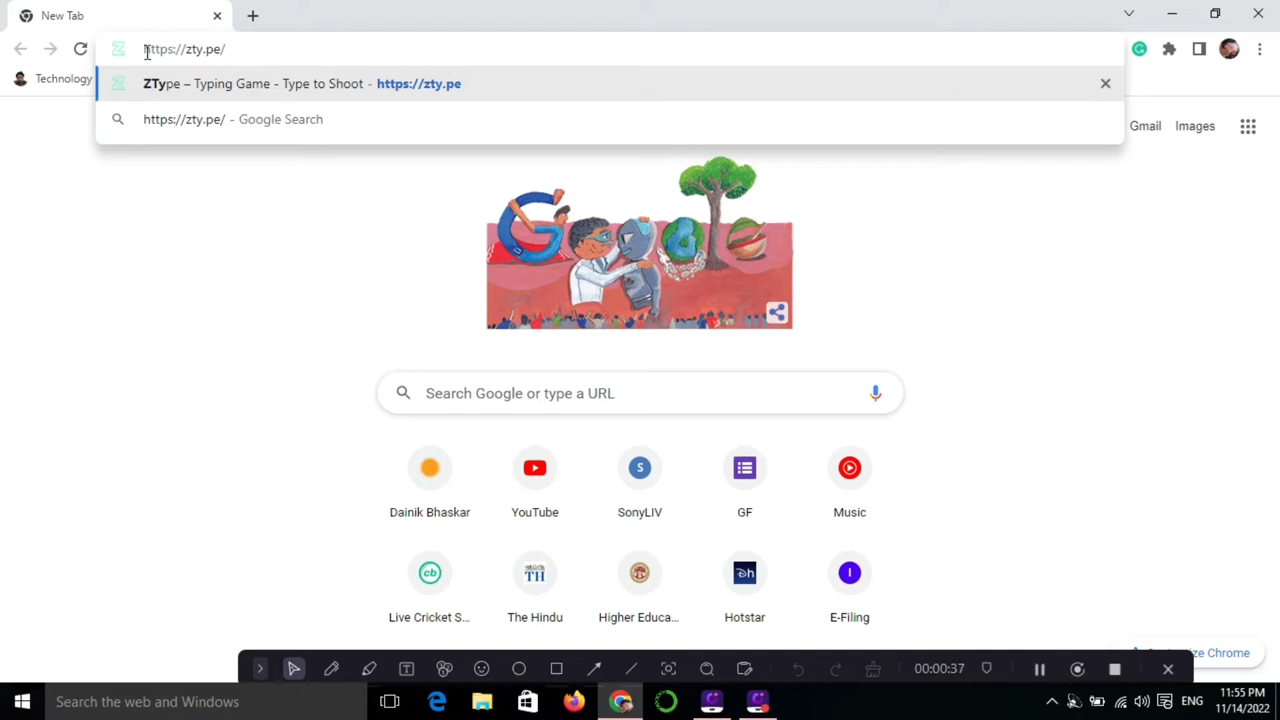 New Tab
https://zty.pe/
ZType – Typing Game - Type to Shoot - https://zty.pe
https://zty.pe/ - Google Search
Technology
Gmail Images
Search Google or type a URL
Dainik Bhaskar YouTube SonyLIV GF Music
Live Cricket S... The Hindu Higher Educa... Hotstar E-Filing
Chrome
00:00:37
Search the web and Windows
ENG
11:55 PM
11/14/2022